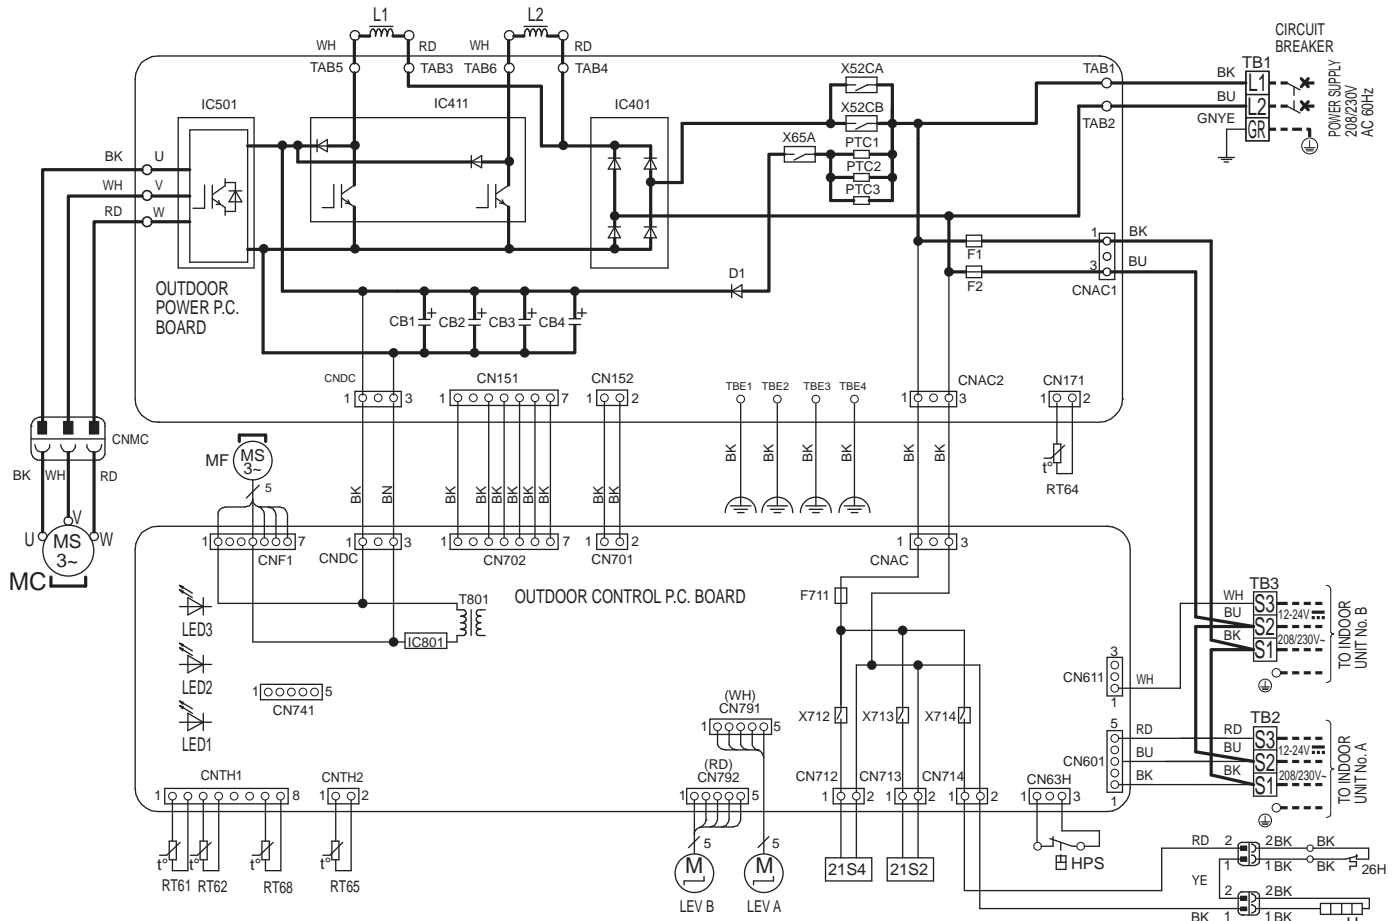 L1
L2
CIRCUIT
BREAKER
WH
RD
WH
RD
TAB5
TAB3
TAB6
TAB4
X52CA
TAB1
BK
TB1
L1
POWER SUPPLY
208/230V
AC 60Hz
IC501
IC411
IC401
X52CB
BU
L2
TAB2
GNYE
GR
X65A
PTC1
PTC2
PTC3
BK
U
WH
V
RD
W
1
BK
F1
3
BU
F2
CNAC1
D1
OUTDOOR
POWER P.C.
BOARD
CB1
+
CB2
+
CB3
+
CB4
+
CNDC
1
3
CN151
1
7
CN152
1
2
TBE1
TBE2
TBE3
TBE4
CNAC2
1
3
CN171
1
2
CNMC
BK
WH
RD
MF
MS
3~
5
BK
BN
BK
BK
BK
BK
BK
BK
BK
BK
BK
BK
BK
BK
BK
BK
t°
RT64
U
V
W
MS
3~
MC
1
7
CNF1
1
3
CNDC
1
7
CN702
1
2
CN701
1
3
CNAC
OUTDOOR CONTROL P.C. BOARD
T801
IC801
F711
LED3
LED2
LED1
TB3
WH
S3
BU
12-24V
S2
BK
208/230V~
S1
TO INDOOR
UNIT No. B
3
CN611
1
WH
1
5
CN741
(WH)
CN791
1
5
X712
X713
X714
5
CN601
1
RD
BU
BK
TB2
RD
S3
BU
12-24V
S2
BK
208/230V~
S1
TO INDOOR
UNIT No. A
CNTH1
1
8
CNTH2
1
2
(RD)
CN792
1
5
CN712
1
2
CN713
1
2
CN714
1
2
CN63H
1
3
t°
t°
t°
t°
RT61
RT62
RT68
RT65
5
5
M
M
LEV B
LEV A
21S4
21S2
HPS
RD
2
2BK
BK
1
1BK
BK
26H
YE
2
2BK
BK
1
1BK